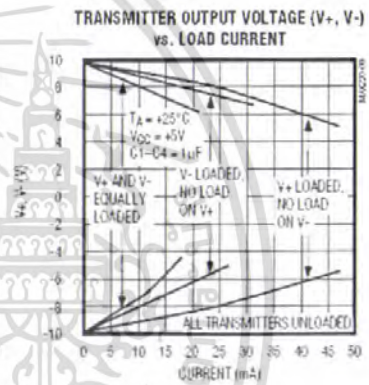 TRANSMITTER OUTPUT VOLTAGE (V+, V-)
vs. LOAD CURRENT
10
8
6
4
2
0
-2
-4
-6
-8
-10
V+, V- (V)
TA = +25°C
VCC = +5V
C1–C4 = 1µF
V+ AND V-
EQUALLY
LOADED
V- LOADED,
NO LOAD
ON V+
V+ LOADED,
NO LOAD
ON V-
ALL TRANSMITTERS UNLOADED
0 5 10 15 20 25 30 35 40 45 50
CURRENT (mA)